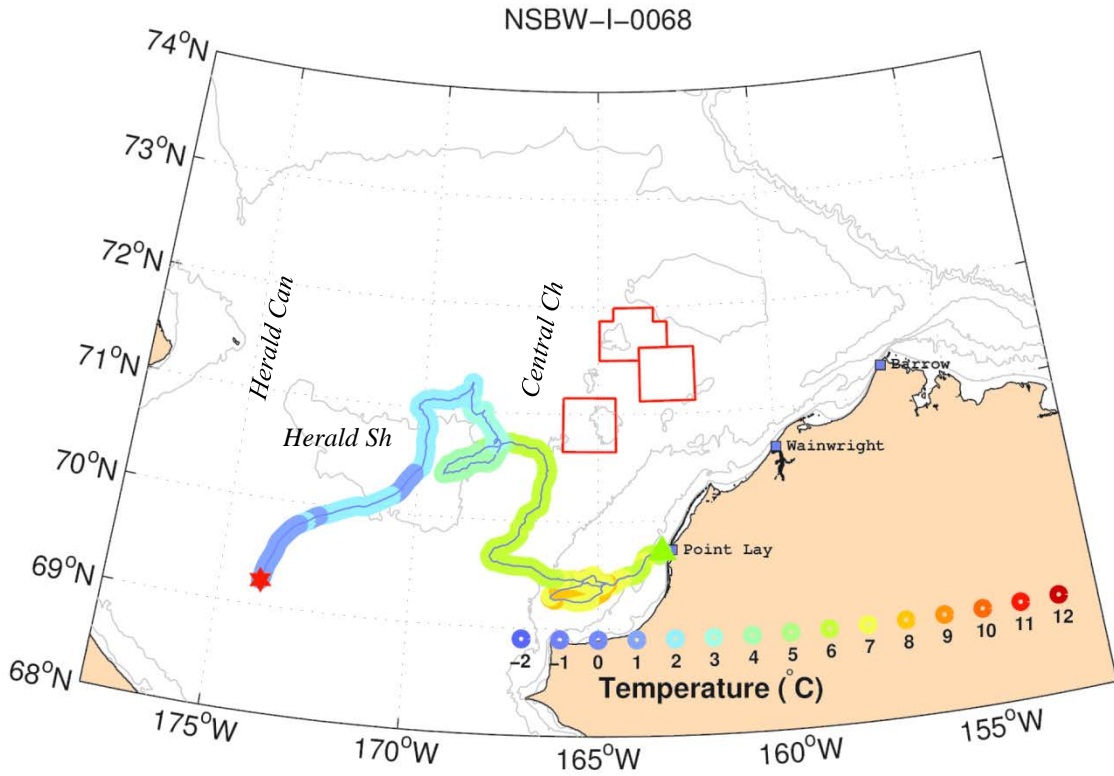 NSBW-I-0068
74°N
73°N
72°N
71°N
70°N
69°N
68°N
Herald Can
Central Ch
Herald Sh
Barrow
Wainwright
Point Lay
-2 -1 0 1 2 3 4 5 6 7 8 9 10 11 12
Temperature (°C)
175°W
170°W
165°W
160°W
155°W